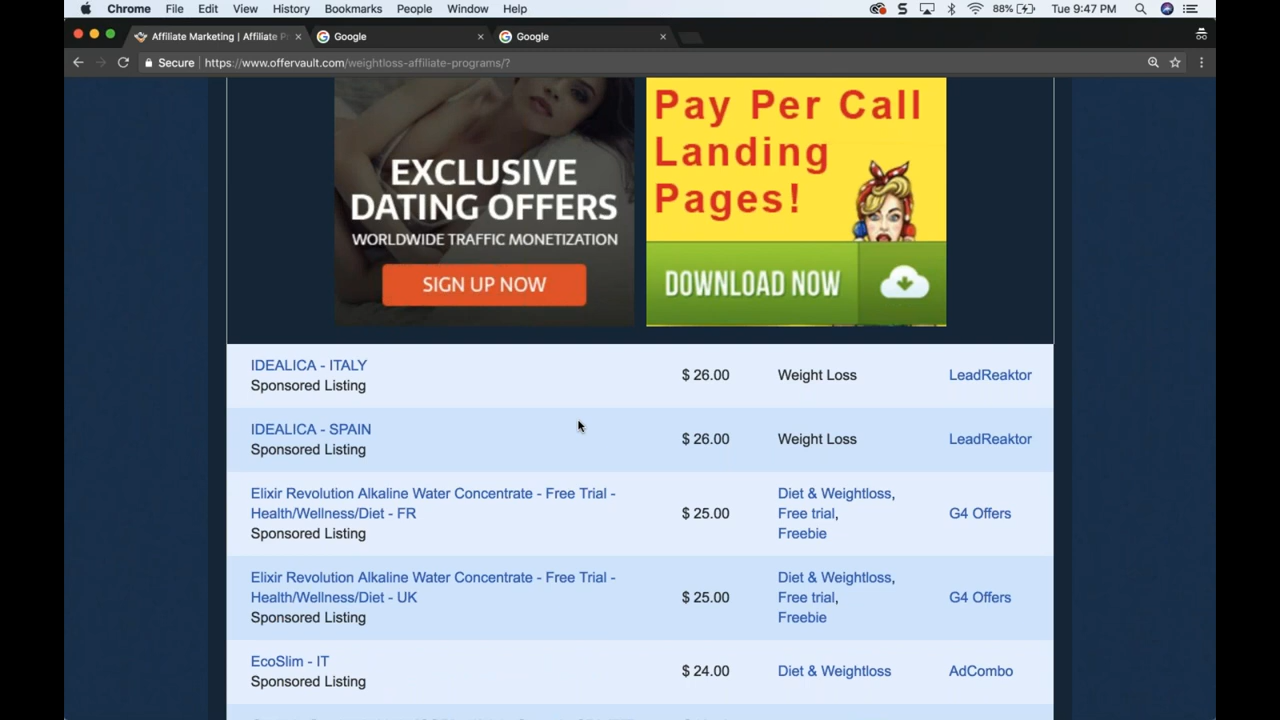 Chrome File Edit View History Bookmarks People Window Help 88% Tue 9:47 PM
Affiliate Marketing | Affiliate Pr Google Google
Secure https://www.offervault.com/weightloss-affiliate-programs/?
EXCLUSIVE
DATING OFFERS
WORLDWIDE TRAFFIC MONETIZATION
SIGN UP NOW
Pay Per Call
Landing
Pages!
DOWNLOAD NOW
IDEALICA - ITALY $ 26.00 Weight Loss LeadReaktor
Sponsored Listing
IDEALICA - SPAIN $ 26.00 Weight Loss LeadReaktor
Sponsored Listing
Elixir Revolution Alkaline Water Concentrate - Free Trial - Diet & Weightloss,
Health/Wellness/Diet - FR $ 25.00 Free trial, G4 Offers
Sponsored Listing Freebie
Elixir Revolution Alkaline Water Concentrate - Free Trial - Diet & Weightloss,
Health/Wellness/Diet - UK $ 25.00 Free trial, G4 Offers
Sponsored Listing Freebie
EcoSlim - IT $ 24.00 Diet & Weightloss AdCombo
Sponsored Listing